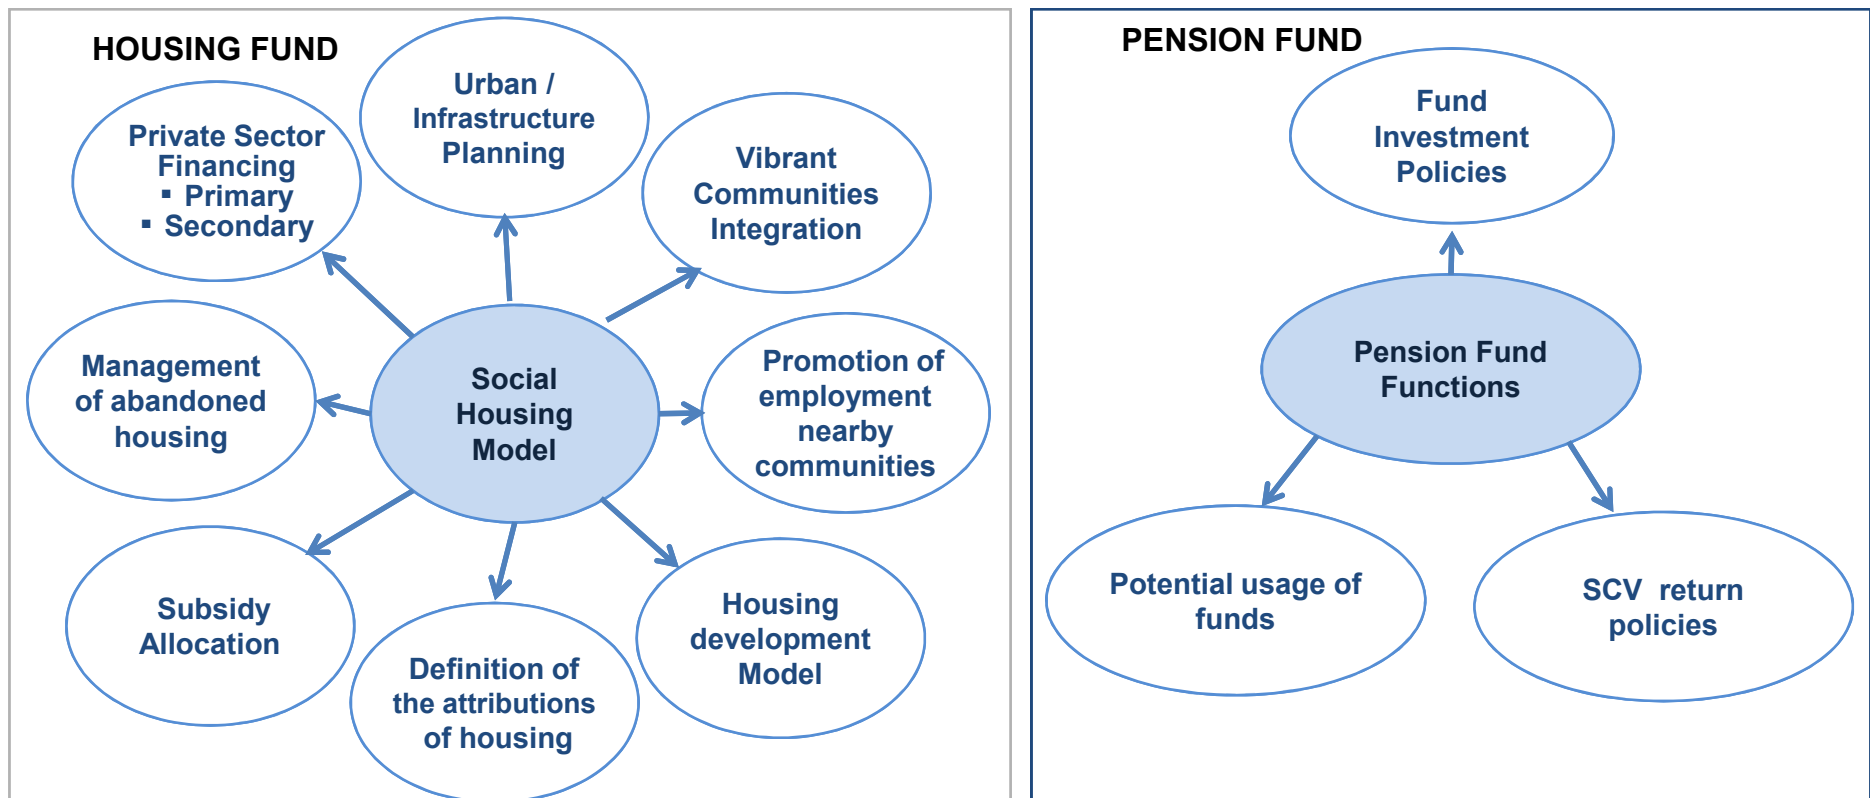 HOUSING FUND
Urban /
Infrastructure
Planning
Private Sector
Financing
▪ Primary
▪ Secondary
Vibrant
Communities
Integration
Management
of abandoned
housing
Social
Housing
Model
Promotion of
employment
nearby
communities
Subsidy
Allocation
Definition of
the attributions
of housing
Housing
development
Model
PENSION FUND
Fund
Investment
Policies
Pension Fund
Functions
Potential usage of
funds
SCV return
policies